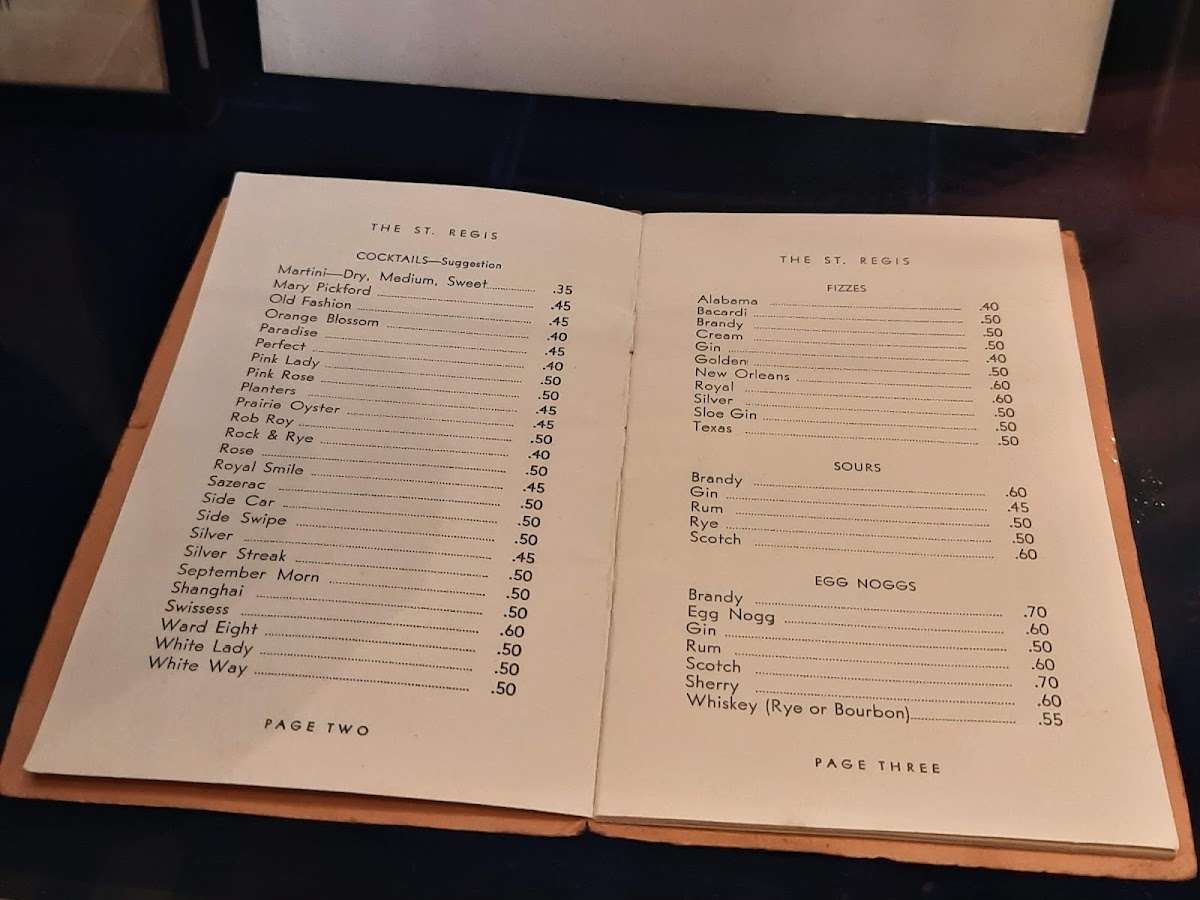 THE ST. REGIS
COCKTAILS—Suggestion
Martini—Dry, Medium, Sweet .35
Mary Pickford .45
Old Fashion .45
Orange Blossom .40
Paradise .45
Perfect .40
Pink Lady .50
Pink Rose .50
Planters .45
Prairie Oyster .45
Rob Roy .50
Rock & Rye .40
Rose .50
Royal Smile .45
Sazerac .50
Side Car .50
Side Swipe .50
Silver .45
Silver Streak .50
September Morn .50
Shanghai .50
Swissess .60
Ward Eight .50
White Lady .50
White Way .50
PAGE TWO
THE ST. REGIS
FIZZES
Alabama .40
Bacardi .50
Brandy .50
Cream .50
Gin .40
Golden .50
New Orleans .60
Royal .60
Silver .50
Sloe Gin .50
Texas .50
SOURS
Brandy .60
Gin .45
Rum .50
Rye .50
Scotch .60
EGG NOGGS
Brandy .70
Egg Nogg .60
Gin .50
Rum .60
Scotch .70
Sherry .60
Whiskey (Rye or Bourbon) .55
PAGE THREE